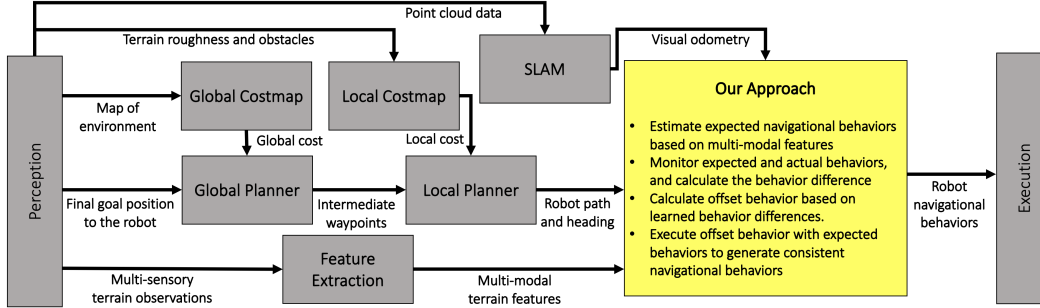 Point cloud data
Terrain roughness and obstacles
Visual odometry
SLAM
Perception
Global Costmap
Local Costmap
Map of
environment
Global cost
Local cost
Global Planner
Local Planner
Final goal position
to the robot
Intermediate
waypoints
Robot path
and heading
Feature
Extraction
Multi-sensory
terrain observations
Multi-modal
terrain features
Our Approach
• Estimate expected navigational behaviors
based on multi-modal features
• Monitor expected and actual behaviors,
and calculate the behavior difference
• Calculate offset behavior based on
learned behavior differences.
• Execute offset behavior with expected
behaviors to generate consistent
navigational behaviors
Robot
navigational
behaviors
Execution